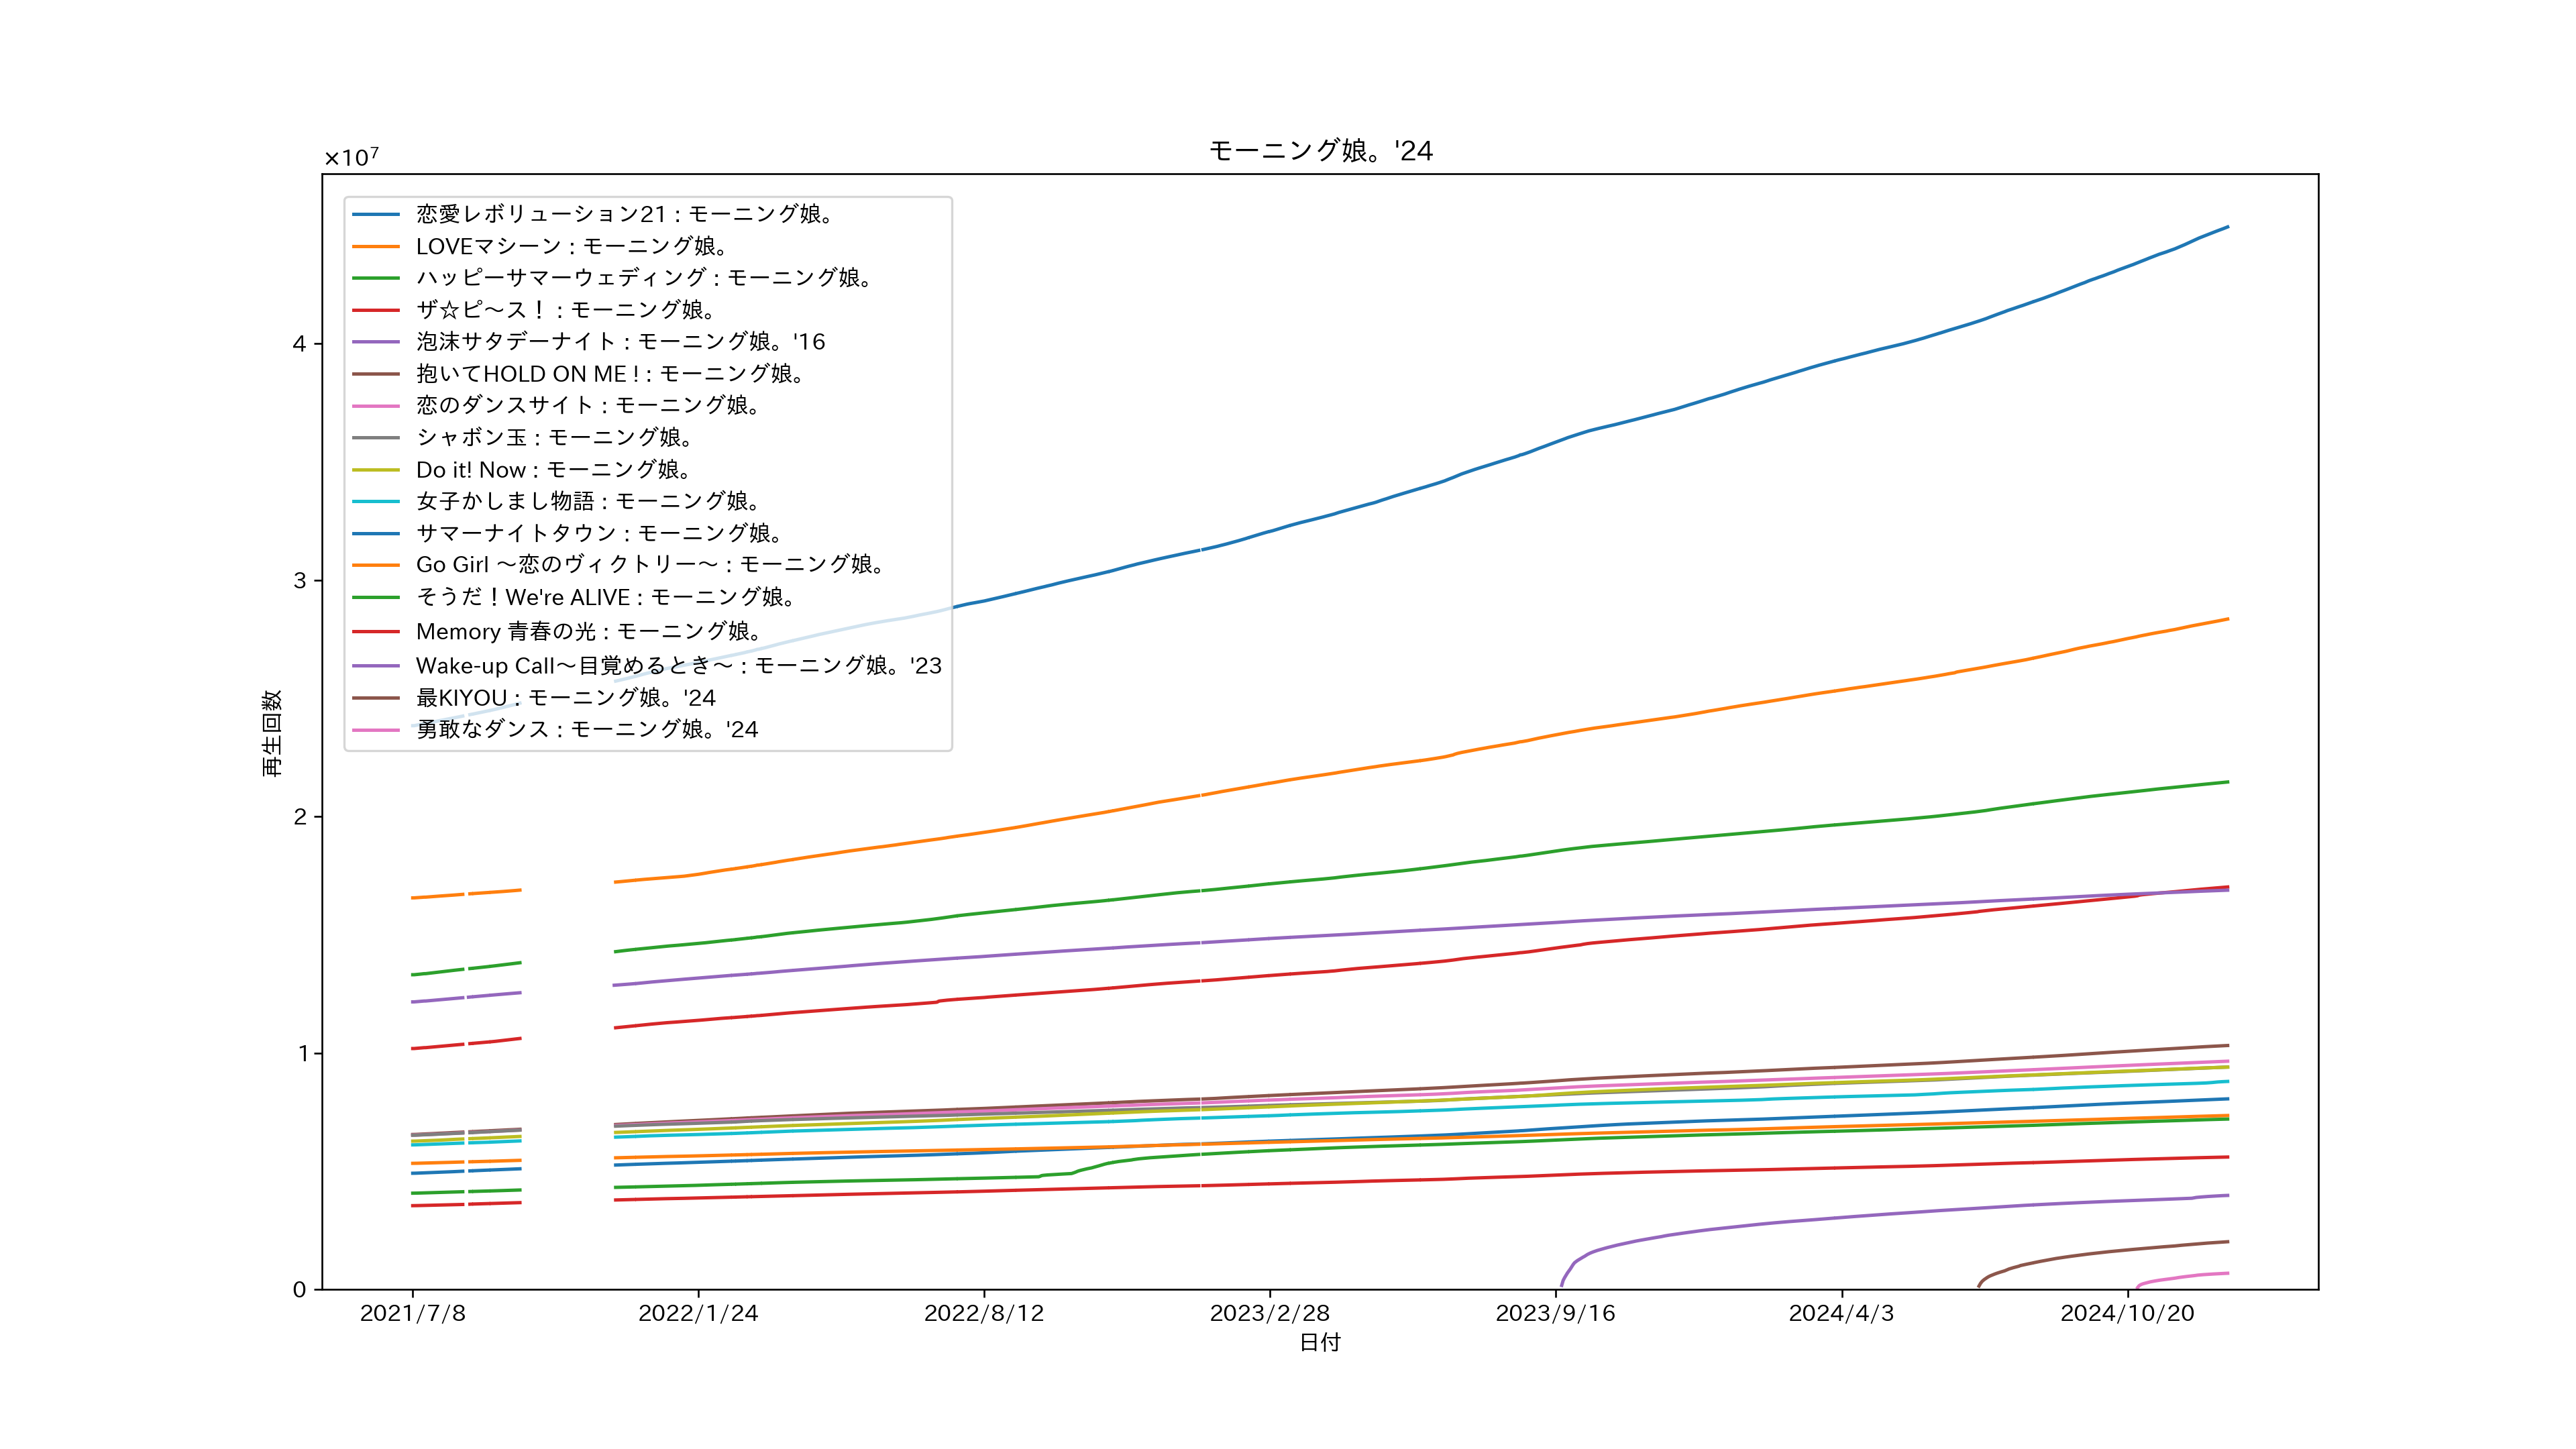 モーニング娘。'24
×10⁷
恋愛レボリューション21 : モーニング娘。
LOVEマシーン : モーニング娘。
ハッピーサマーウェディング : モーニング娘。
ザ☆ピ〜ス！ : モーニング娘。
泡沫サタデーナイト : モーニング娘。'16
抱いてHOLD ON ME ! : モーニング娘。
恋のダンスサイト : モーニング娘。
シャボン玉 : モーニング娘。
Do it! Now : モーニング娘。
女子かしまし物語 : モーニング娘。
サマーナイトタウン : モーニング娘。
Go Girl 〜恋のヴィクトリー〜 : モーニング娘。
そうだ！We're ALIVE : モーニング娘。
Memory 青春の光 : モーニング娘。
Wake-up Call〜目覚めるとき〜 : モーニング娘。'23
最KIYOU : モーニング娘。'24
勇敢なダンス : モーニング娘。'24
4
3
2
1
0
再生回数
2021/7/8 2022/1/24 2022/8/12 2023/2/28 2023/9/16 2024/4/3 2024/10/20
日付